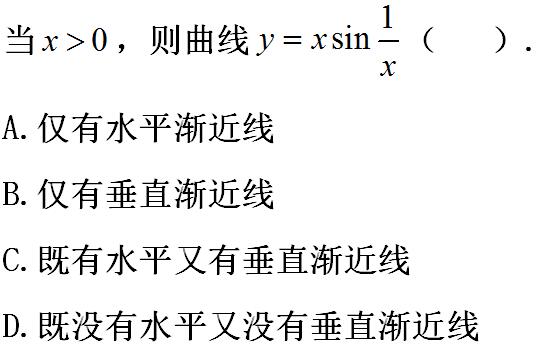 当 x > 0 ，则曲线 y = x sin 1/x （  ）.
A. 仅有水平渐近线
B. 仅有垂直渐近线
C. 既有水平又有垂直渐近线
D. 既没有水平又没有垂直渐近线